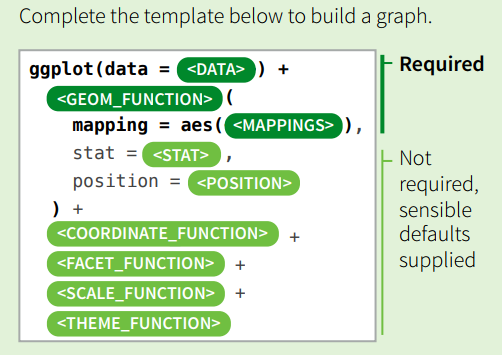 Complete the template below to build a graph.
ggplot(data = <DATA>) +
<GEOM_FUNCTION>(
mapping = aes(<MAPPINGS>),
stat = <STAT>,
position = <POSITION>
) +
<COORDINATE_FUNCTION> +
<FACET_FUNCTION> +
<SCALE_FUNCTION> +
<THEME_FUNCTION>
Required
Not
required,
sensible
defaults
supplied